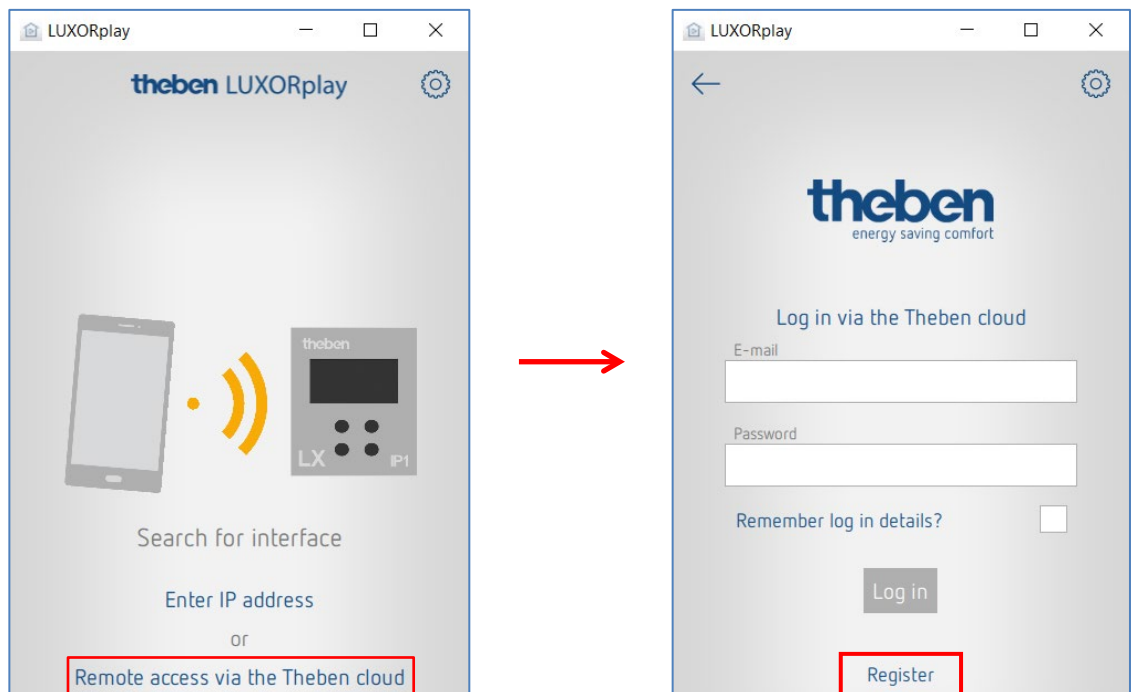 LUXORplay
theben LUXORplay
theben
LX
IP1
Search for interface
Enter IP address
or
Remote access via the Theben cloud
LUXORplay
theben
energy saving comfort
Log in via the Theben cloud
E-mail
Password
Remember log in details?
Log in
Register